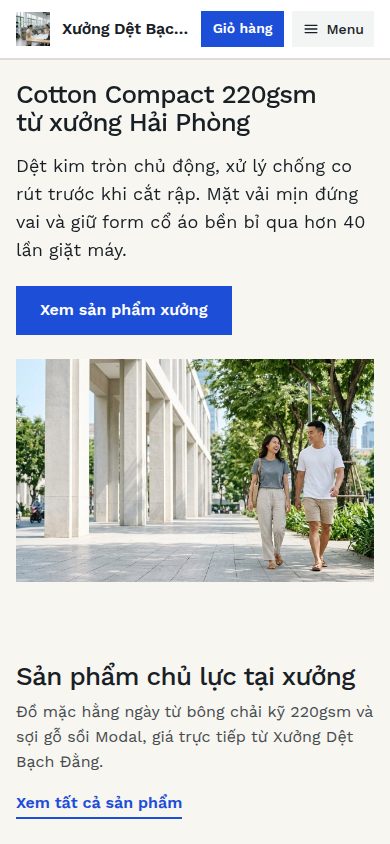 Xưởng Dệt Bạc...
Giỏ hàng
Menu
Cotton Compact 220gsm
từ xưởng Hải Phòng
Dệt kim tròn chủ động, xử lý chống co
rút trước khi cắt rập. Mặt vải mịn đứng
vai và giữ form cổ áo bền bỉ qua hơn 40
lần giặt máy.
Xem sản phẩm xưởng
Sản phẩm chủ lực tại xưởng
Đồ mặc hằng ngày từ bông chải kỹ 220gsm và
sợi gỗ sồi Modal, giá trực tiếp từ Xưởng Dệt
Bạch Đằng.
Xem tất cả sản phẩm